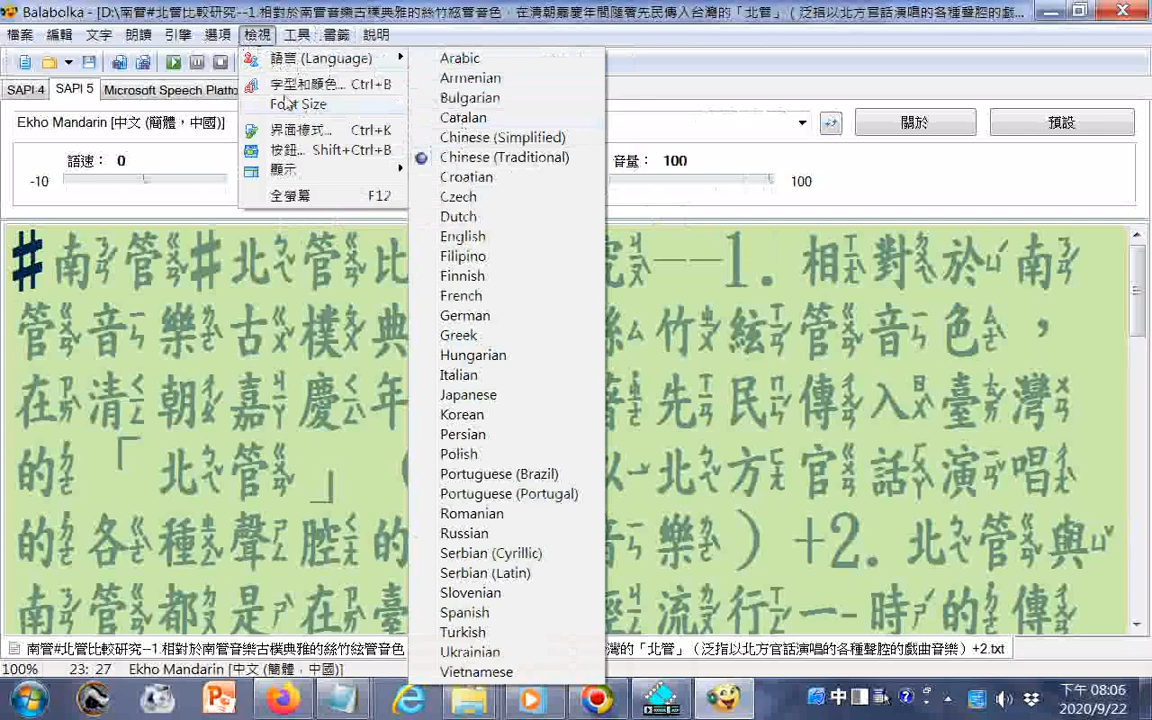 Balabolka - [D:\南管#北管比較研究--1.相對於南管音樂古樸典雅的絲竹絃管音色，在清朝嘉慶年間隨著先民傳入台灣的「北管」（泛指以北方官話演唱的各種聲腔的戲曲...
檔案 編輯 文字 朗讀 引擎 選項 檢視 工具 書籤 說明
SAPI 4 SAPI 5 Microsoft Speech Platfo
Ekho Mandarin [中文 (簡體，中國)] 關於 預設
語速： 0 音量： 100
-10 100
語言 (Language)
字型和顏色... Ctrl+B
Font Size
界面樣式... Ctrl+K
按鈕... Shift+Ctrl+B
顯示
全螢幕 F12
Arabic
Armenian
Bulgarian
Catalan
Chinese (Simplified)
Chinese (Traditional)
Croatian
Czech
Dutch
English
Filipino
Finnish
French
German
Greek
Hungarian
Italian
Japanese
Korean
Persian
Polish
Portuguese (Brazil)
Portuguese (Portugal)
Romanian
Russian
Serbian (Cyrillic)
Serbian (Latin)
Slovenian
Spanish
Turkish
Ukrainian
Vietnamese
#南管#北管比 究--1.相對於南
管音樂古樸典 絲竹絃管音色，
在清朝嘉慶年 著先民傳入臺灣
的「北管」（ 以北方官話演唱
的各種聲腔的 音樂）+2.北管與
南管都是在臺 流行一時的傳
南管#北管比較研究--1.相對於南管音樂古樸典雅的絲竹絃管音色 灣的「北管」（泛指以北方官話演唱的各種聲腔的戲曲音樂）+2.txt
100% 23: 27 Ekho Mandarin [中文 (簡體，中國)]
中
下午 08:06
2020/9/22